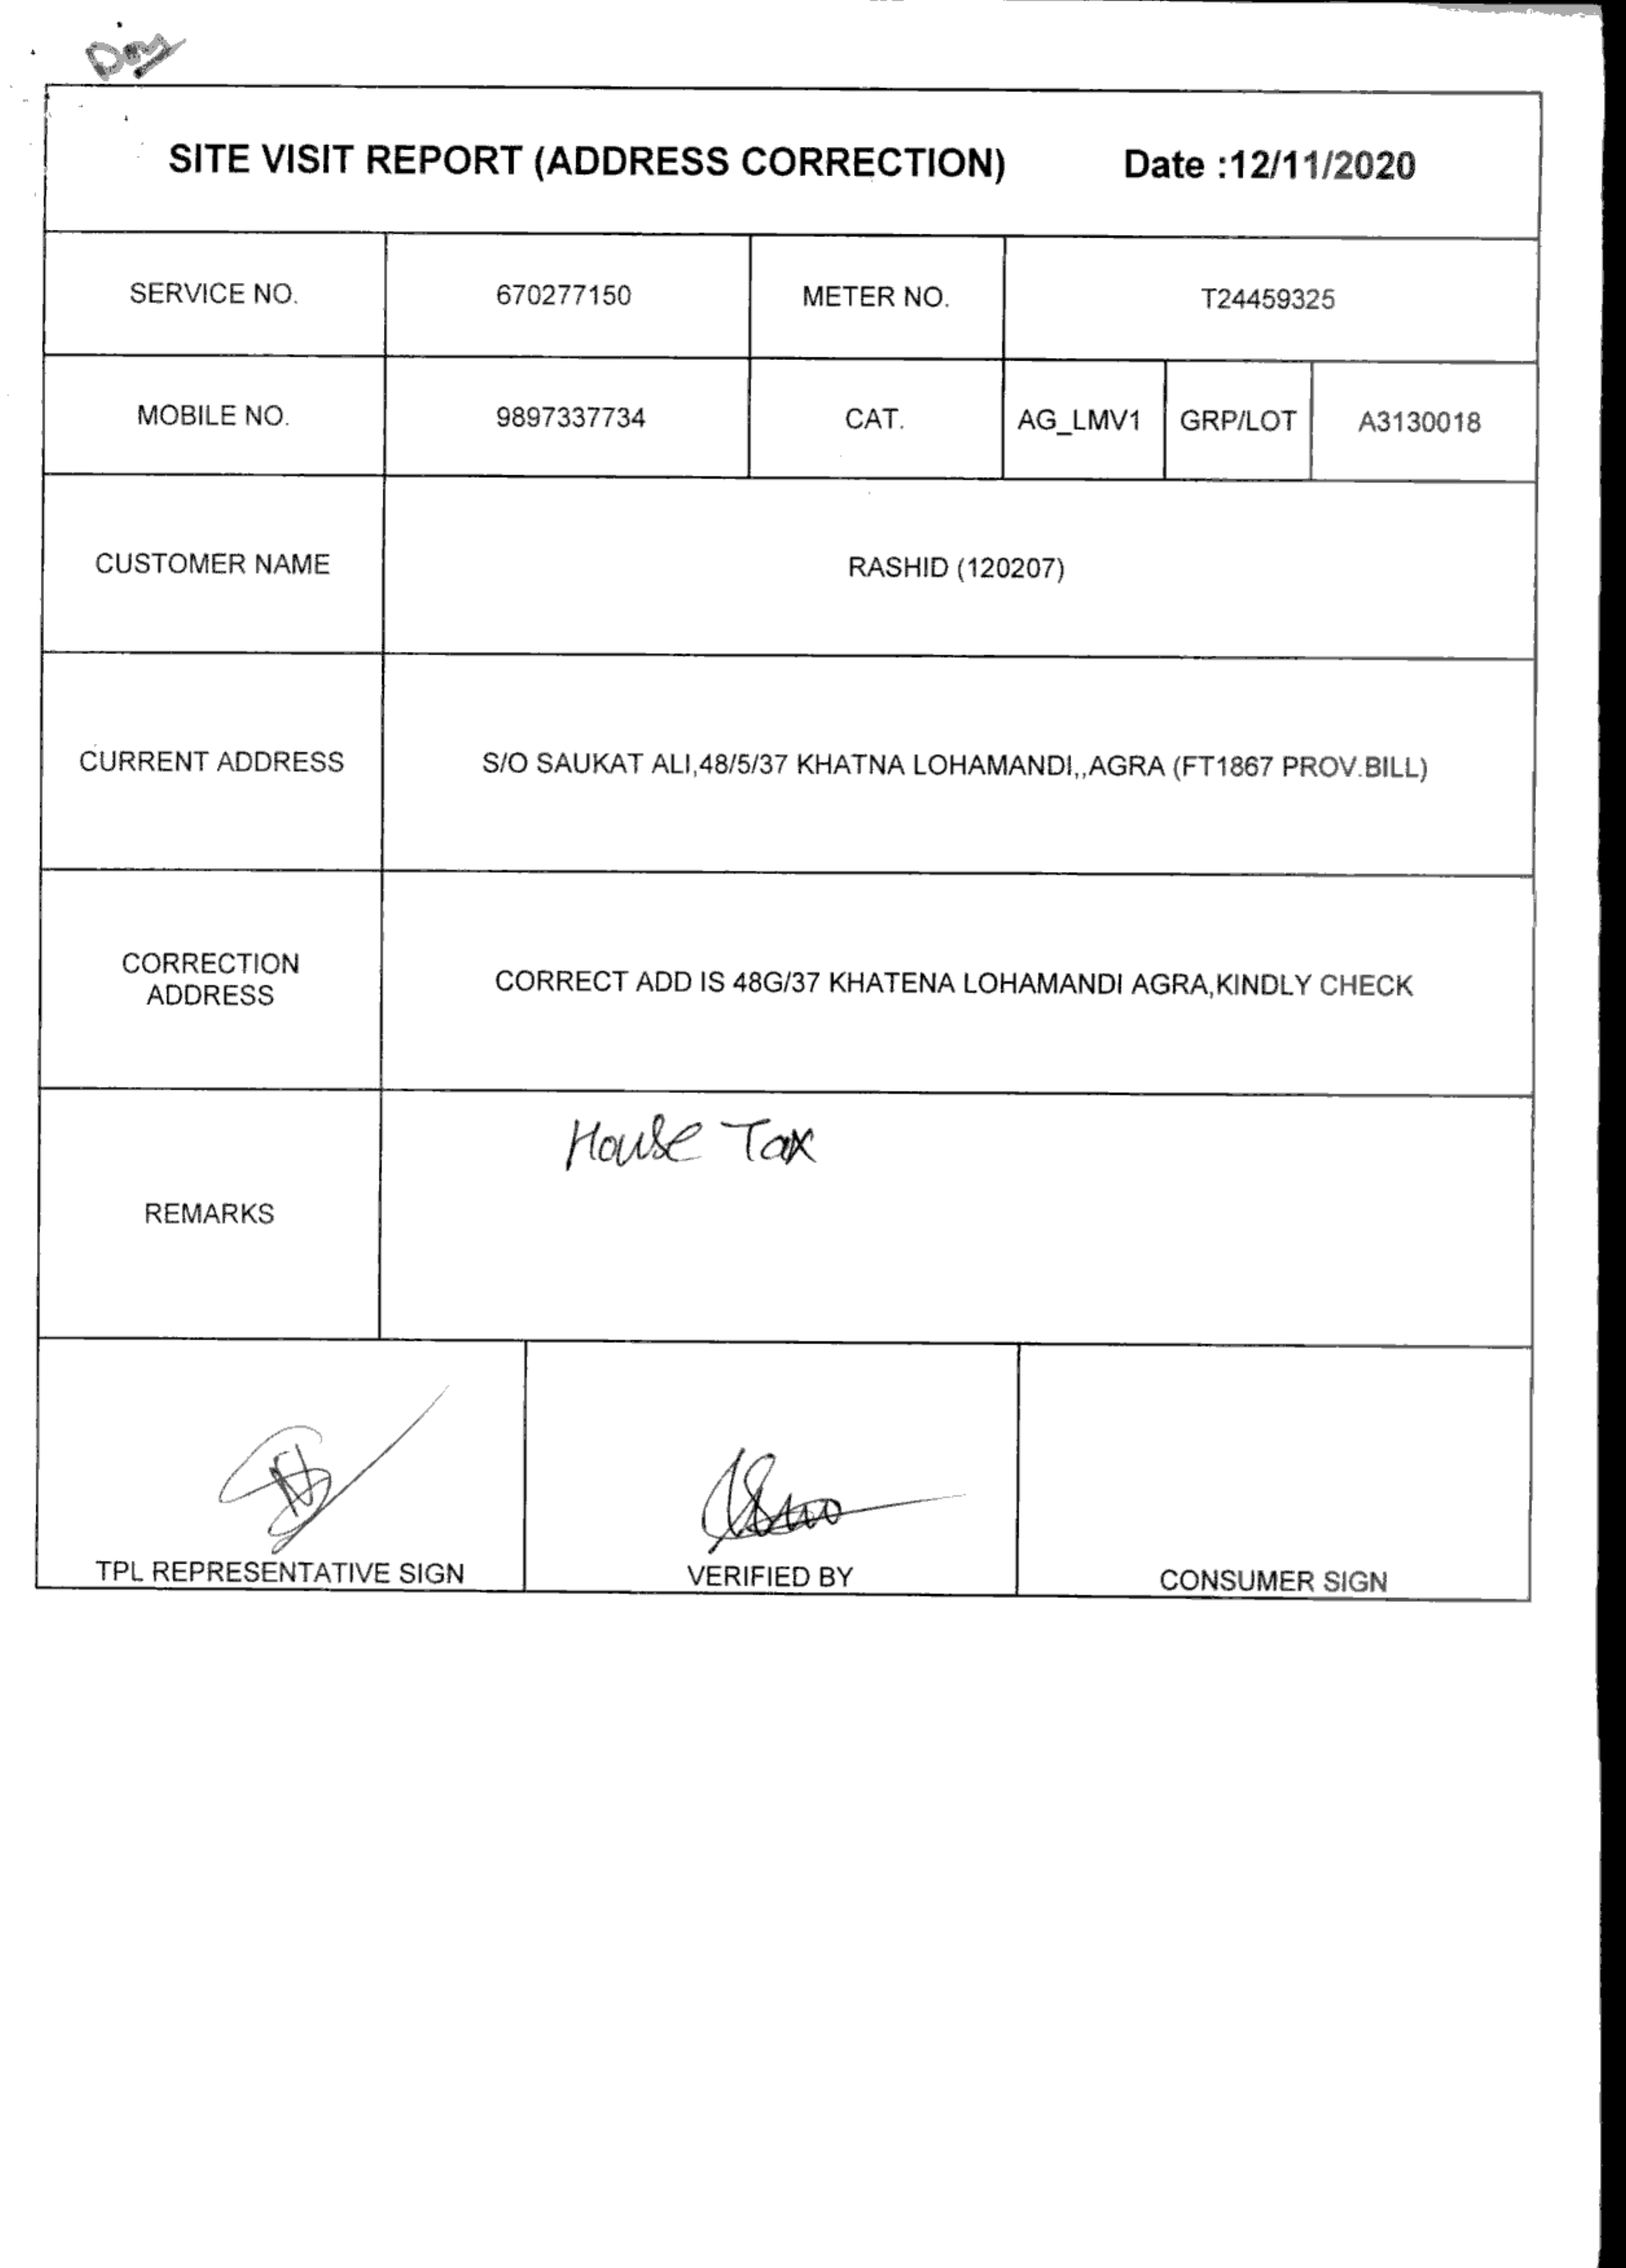 SITE VISIT REPORT (ADDRESS CORRECTION) Date :12/11/2020
SERVICE NO. 670277150 METER NO. T24459325
MOBILE NO. 9897337734 CAT. AG_LMV1 GRP/LOT A3130018
CUSTOMER NAME RASHID (120207)
CURRENT ADDRESS S/O SAUKAT ALI,48/5/37 KHATNA LOHAMANDI,,AGRA (FT1867 PROV.BILL)
CORRECTION
ADDRESS
CORRECT ADD IS 48G/37 KHATENA LOHAMANDI AGRA,KINDLY CHECK
REMARKS
House Tax
TPL REPRESENTATIVE SIGN VERIFIED BY CONSUMER SIGN